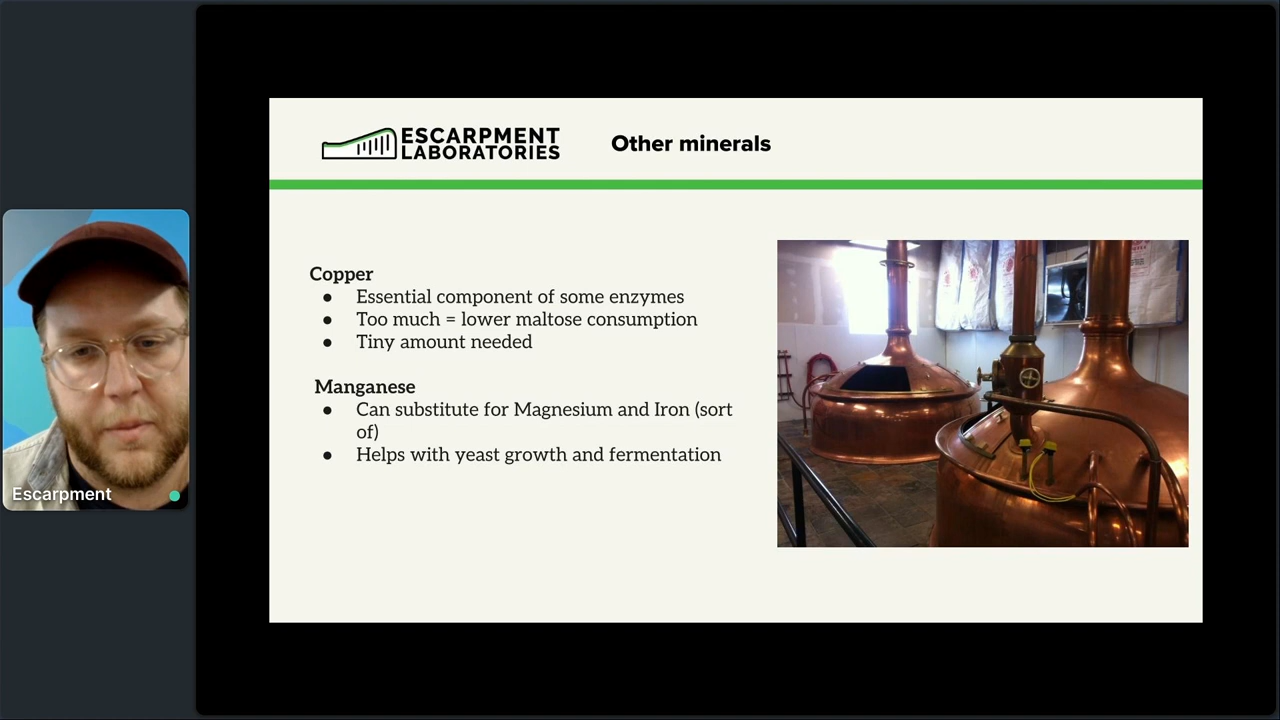 ESCARPMENT
LABORATORIES
Other minerals
Copper
● Essential component of some enzymes
● Too much = lower maltose consumption
● Tiny amount needed
Manganese
● Can substitute for Magnesium and Iron (sort
of)
● Helps with yeast growth and fermentation
Escarpment